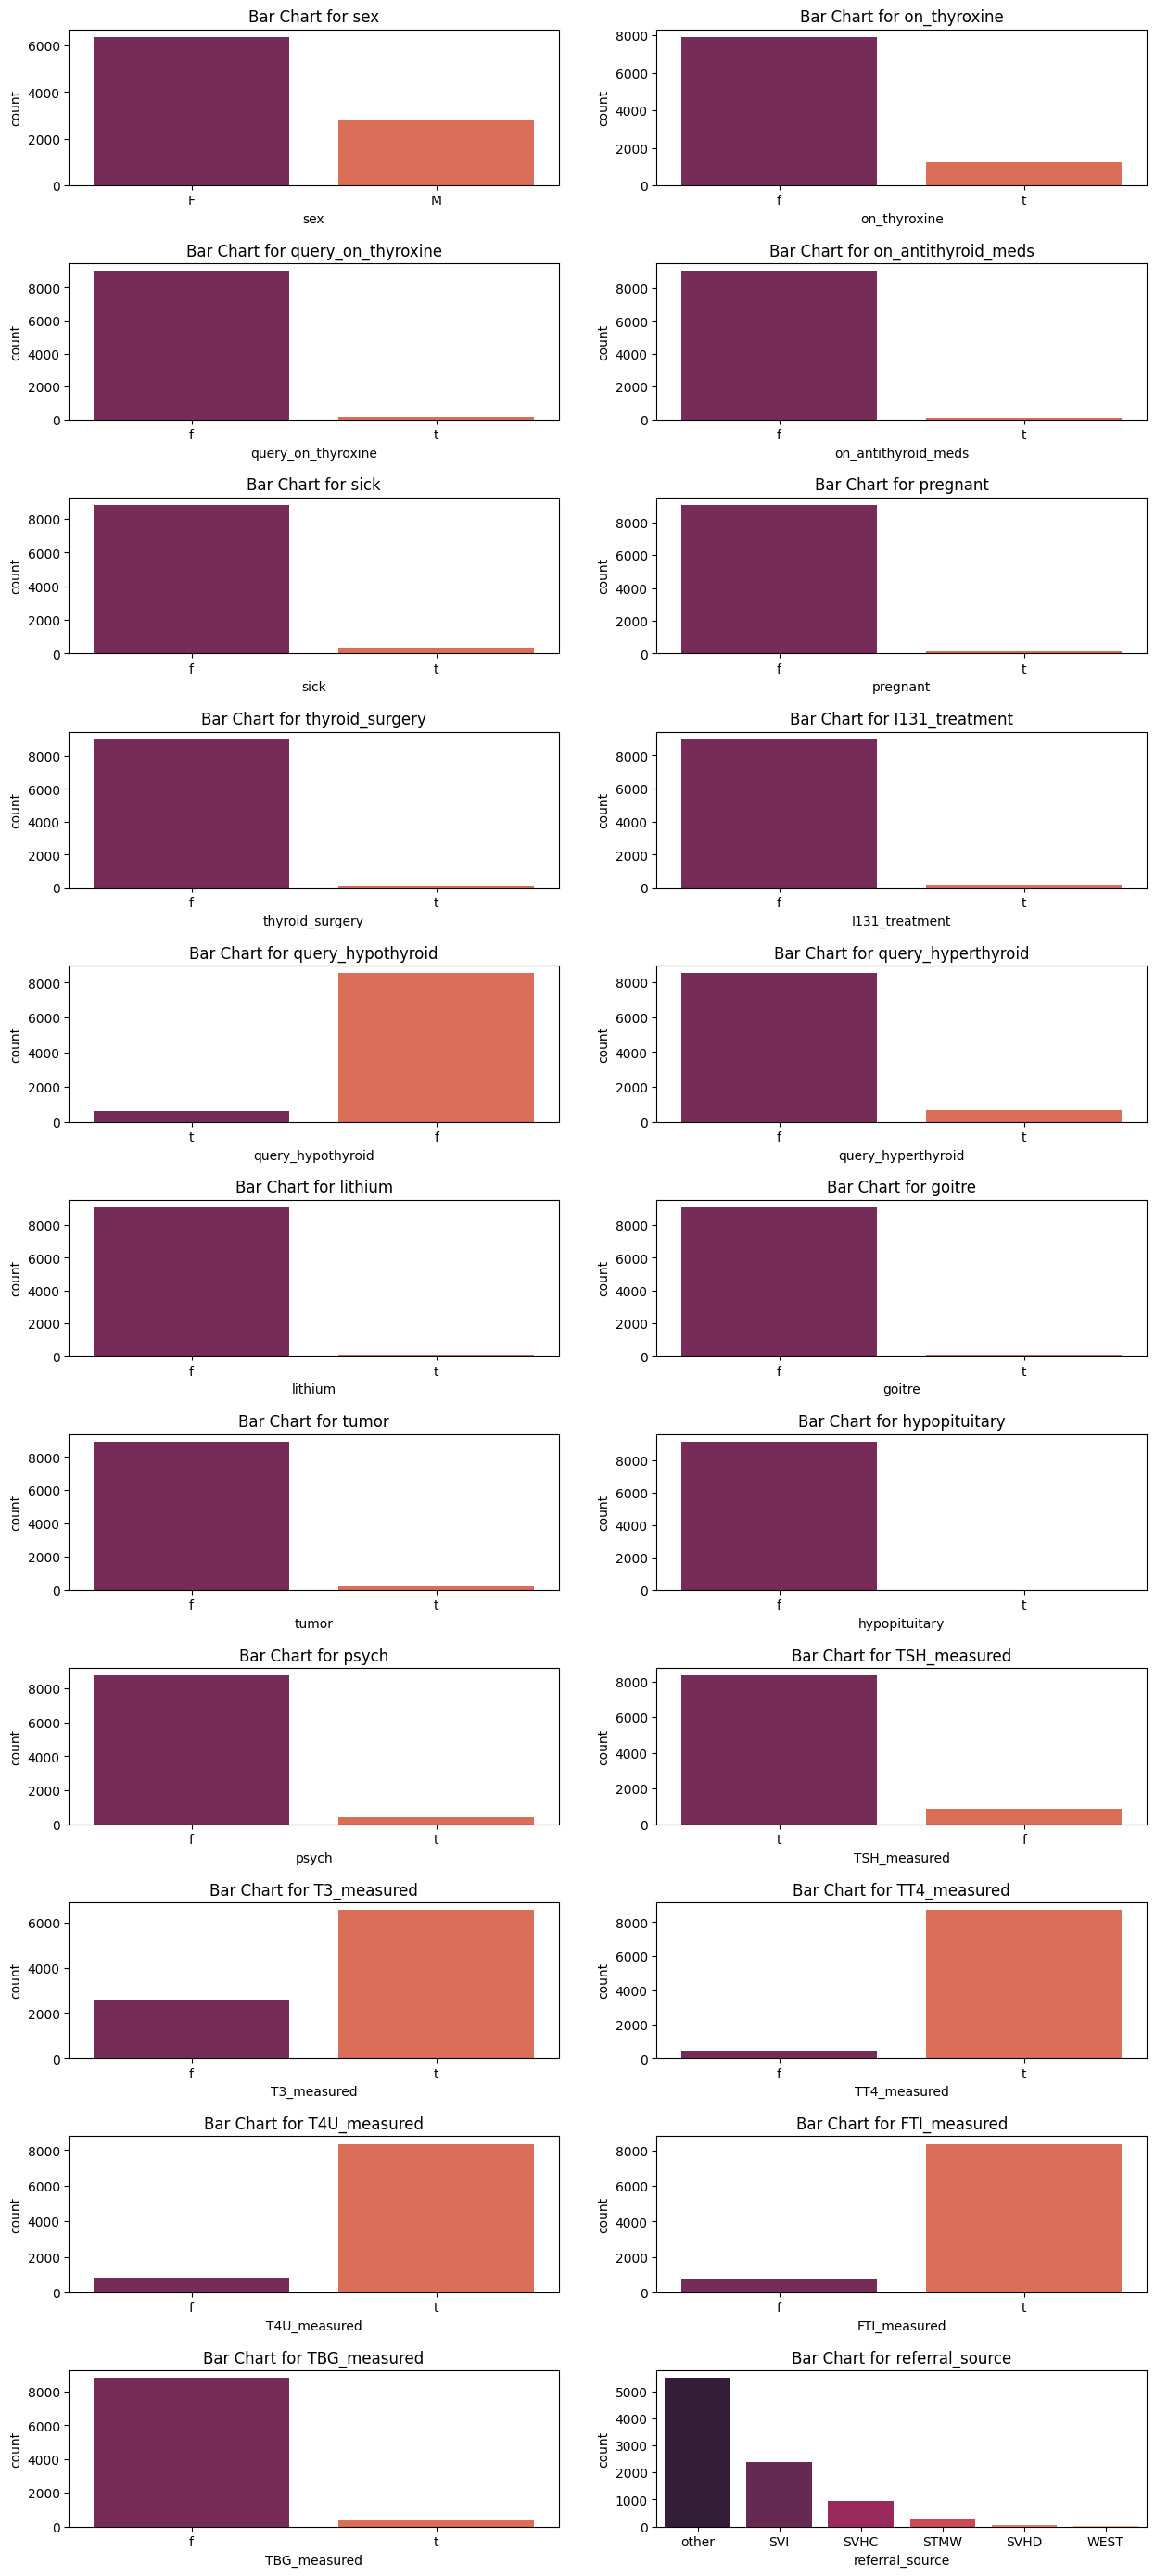 Bar Chart for sex
6000
4000
2000
0
count
F M
sex
Bar Chart for on_thyroxine
8000
6000
4000
2000
0
count
f t
on_thyroxine
Bar Chart for query_on_thyroxine
8000
6000
4000
2000
0
count
f t
query_on_thyroxine
Bar Chart for on_antithyroid_meds
8000
6000
4000
2000
0
count
f t
on_antithyroid_meds
Bar Chart for sick
8000
6000
4000
2000
0
count
f t
sick
Bar Chart for pregnant
8000
6000
4000
2000
0
count
f t
pregnant
Bar Chart for thyroid_surgery
8000
6000
4000
2000
0
count
f t
thyroid_surgery
Bar Chart for I131_treatment
8000
6000
4000
2000
0
count
f t
I131_treatment
Bar Chart for query_hypothyroid
8000
6000
4000
2000
0
count
t f
query_hypothyroid
Bar Chart for query_hyperthyroid
8000
6000
4000
2000
0
count
f t
query_hyperthyroid
Bar Chart for lithium
8000
6000
4000
2000
0
count
f t
lithium
Bar Chart for goitre
8000
6000
4000
2000
0
count
f t
goitre
Bar Chart for tumor
8000
6000
4000
2000
0
count
f t
tumor
Bar Chart for hypopituitary
8000
6000
4000
2000
0
count
f t
hypopituitary
Bar Chart for psych
8000
6000
4000
2000
0
count
f t
psych
Bar Chart for TSH_measured
8000
6000
4000
2000
0
count
t f
TSH_measured
Bar Chart for T3_measured
6000
4000
2000
0
count
f t
T3_measured
Bar Chart for TT4_measured
8000
6000
4000
2000
0
count
f t
TT4_measured
Bar Chart for T4U_measured
8000
6000
4000
2000
0
count
f t
T4U_measured
Bar Chart for FTI_measured
8000
6000
4000
2000
0
count
f t
FTI_measured
Bar Chart for TBG_measured
8000
6000
4000
2000
0
count
f t
TBG_measured
Bar Chart for referral_source
5000
4000
3000
2000
1000
0
count
other SVI SVHC STMW SVHD WEST
referral_source